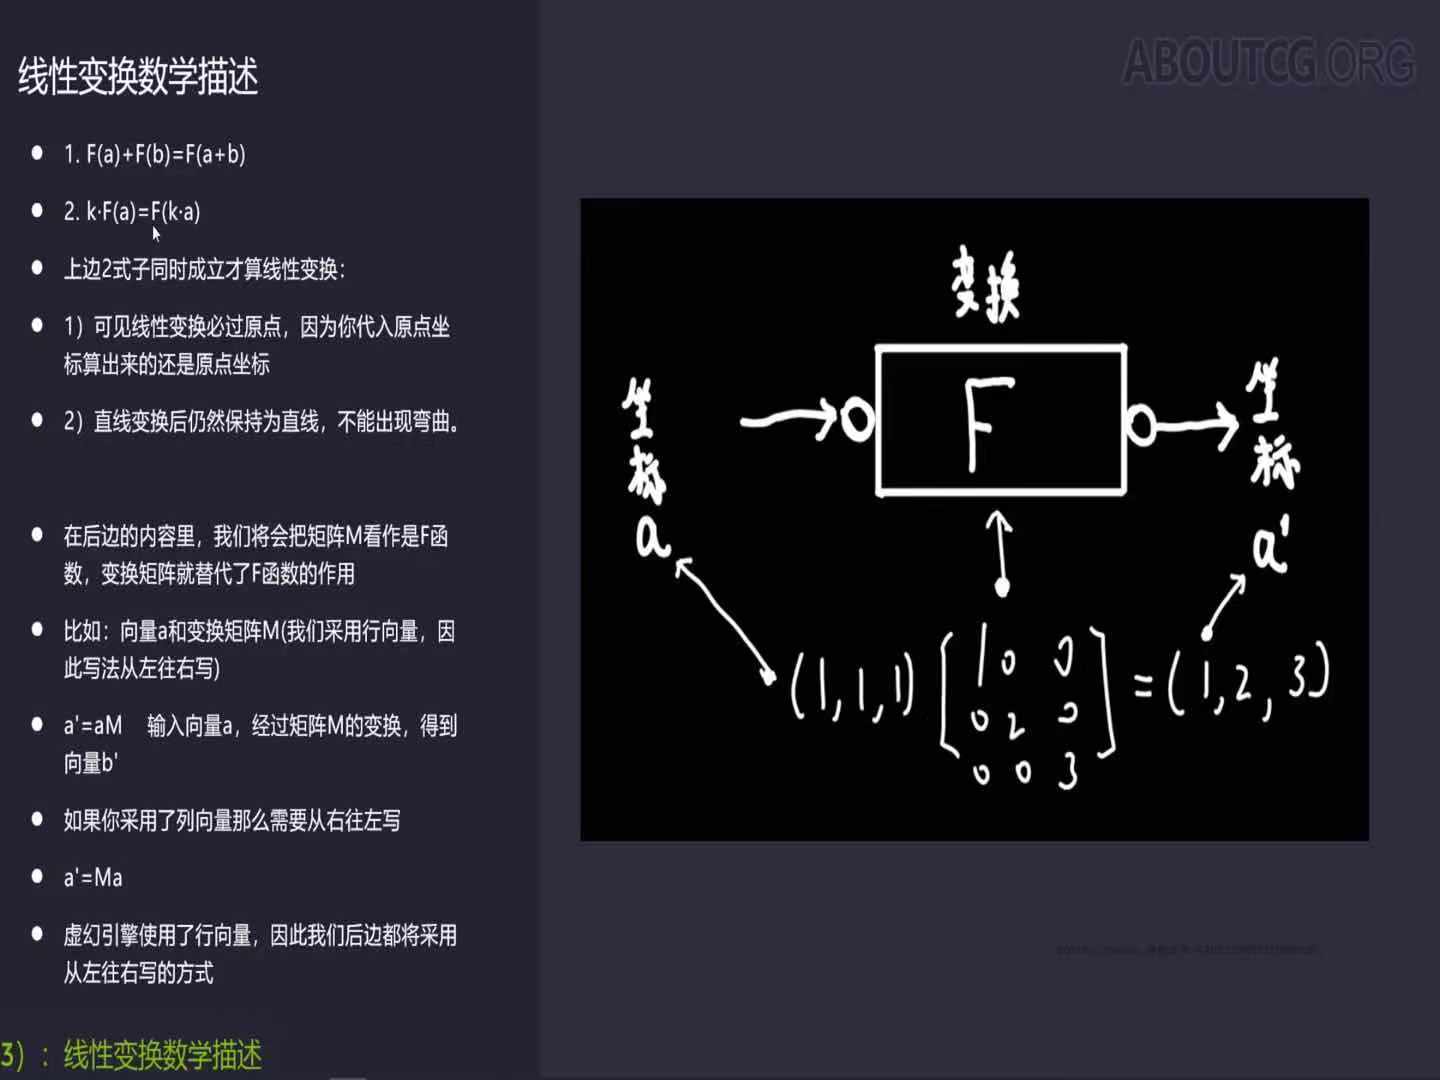 ABOUTCG.ORG
线性变换数学描述
1. F(a)+F(b)=F(a+b)
2. k·F(a)=F(k·a)
上边2式子同时成立才算线性变换：
1）可见线性变换必过原点，因为你代入原点坐
标算出来的还是原点坐标
2）直线变换后仍然保持为直线，不能出现弯曲。
在后边的内容里，我们将会把矩阵M看作是F函
数，变换矩阵就替代了F函数的作用
比如：向量a和变换矩阵M(我们采用行向量，因
此写法从左往右写)
a'=aM 输入向量a，经过矩阵M的变换，得到
向量b'
如果你采用了列向量那么需要从右往左写
a'=Ma
虚幻引擎使用了行向量，因此我们后边都将采用
从左往右写的方式
变换
坐标a
F
坐标a'
(1,1,1) [1 0 0 = (1,2,3)
0 2 0
0 0 3]
3）：线性变换数学描述